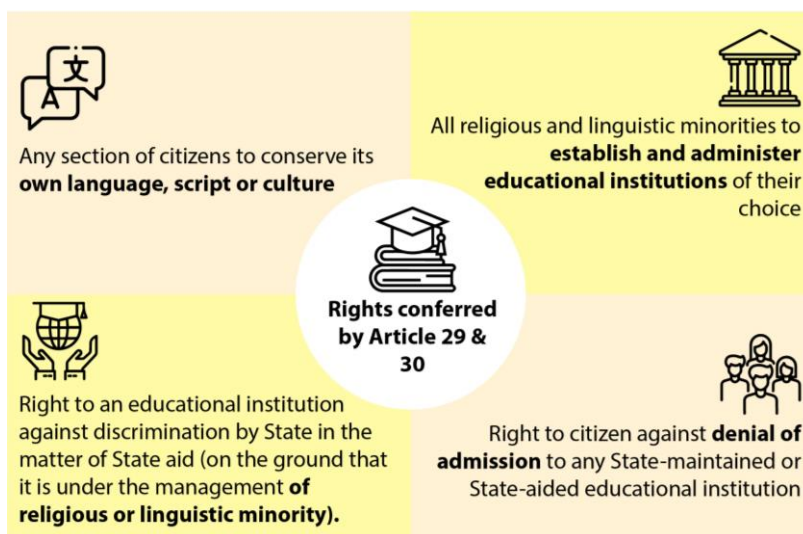 文
A
Any section of citizens to conserve its
own language, script or culture
All religious and linguistic minorities to
establish and administer
educational institutions of their
choice
Rights conferred
by Article 29 &
30
Right to an educational institution
against discrimination by State in the
matter of State aid (on the ground that
it is under the management of
religious or linguistic minority).
Right to citizen against denial of
admission to any State-maintained or
State-aided educational institution